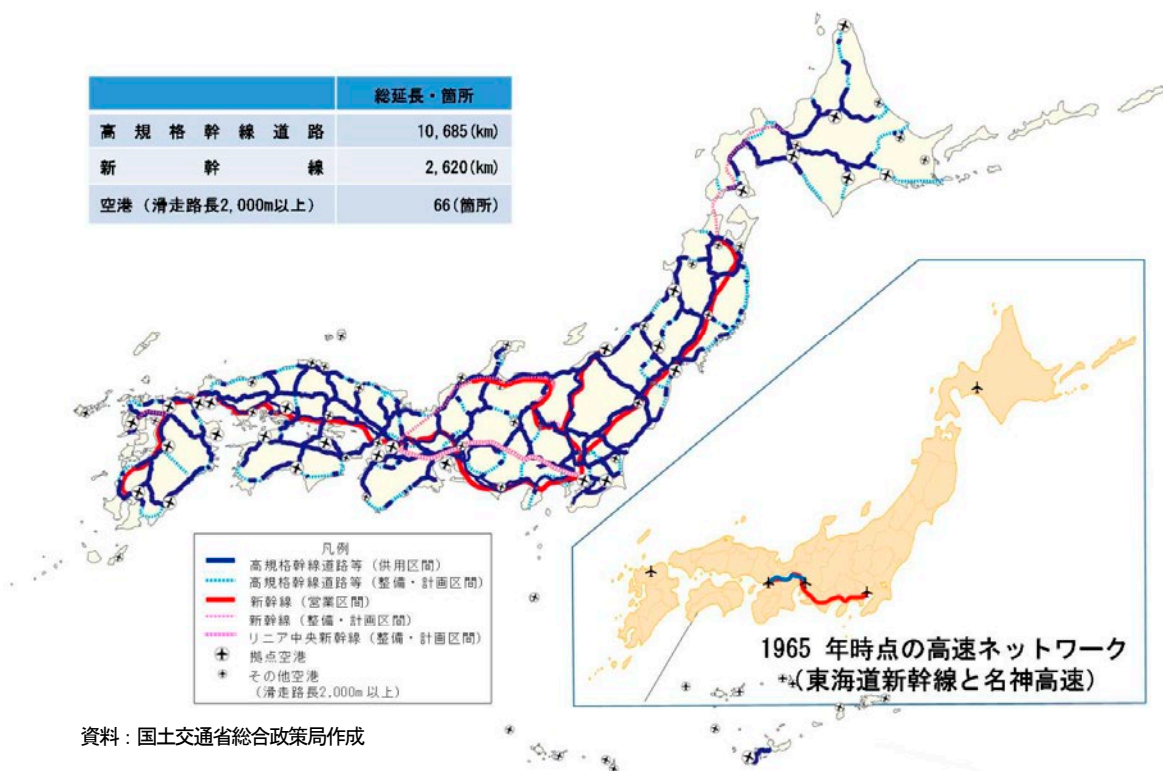 総延長・箇所
高規格幹線道路 10,685(km)
新幹線 2,620(km)
空港（滑走路長2,000m以上） 66(箇所)
凡例
高規格幹線道路等（供用区間）
高規格幹線道路等（整備・計画区間）
新幹線（営業区間）
新幹線（整備・計画区間）
リニア中央新幹線（整備・計画区間）
拠点空港
その他空港
（滑走路長2,000m以上）
1965 年時点の高速ネットワーク
（東海道新幹線と名神高速）
資料：国土交通省総合政策局作成